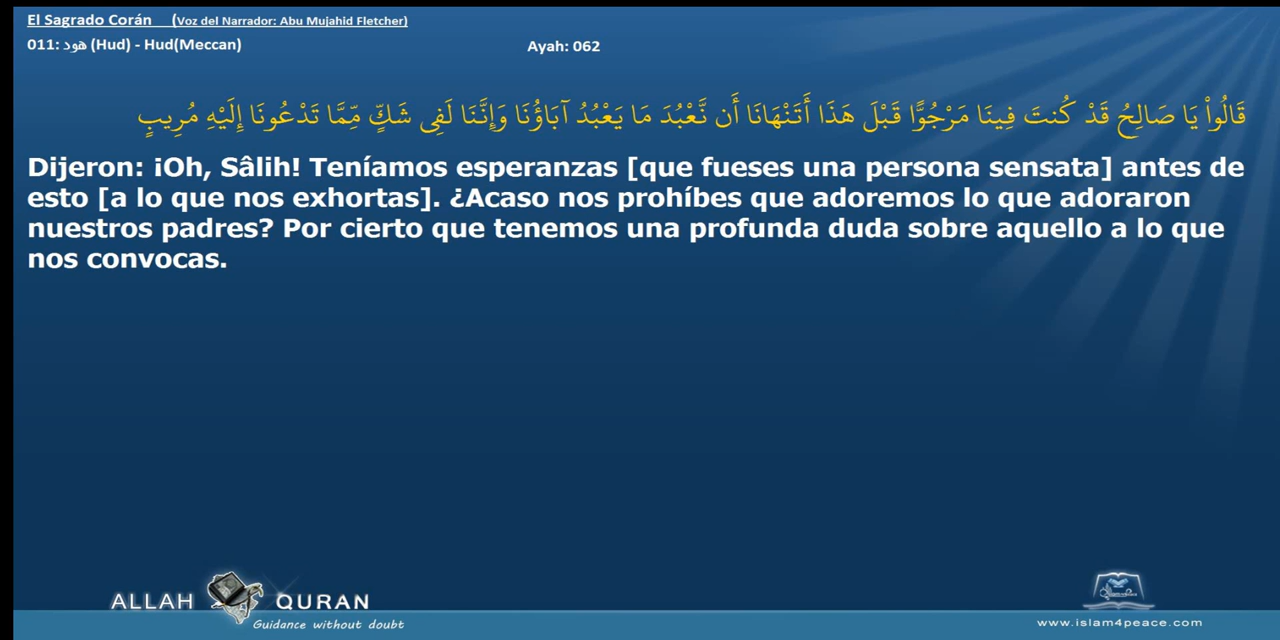 El Sagrado Corán (Voz del Narrador: Abu Mujahid Fletcher)
011: هود (Hud) - Hud(Meccan) Ayah: 062
قَالُواْ يَا صَالِحُ قَدْ كُنتَ فِينَا مَرْجُوًّا قَبْلَ هَذَا أَتَنْهَانَا أَن نَّعْبُدَ مَا يَعْبُدُ آبَاؤُنَا وَإِنَّنَا لَفِى شَكٍّ مِّمَّا تَدْعُونَا إِلَيْهِ مُرِيبٍ
Dijeron: ¡Oh, Sâlih! Teníamos esperanzas [que fueses una persona sensata] antes de
esto [a lo que nos exhortas]. ¿Acaso nos prohíbes que adoremos lo que adoraron
nuestros padres? Por cierto que tenemos una profunda duda sobre aquello a lo que
nos convocas.
ALLAH QURAN
Guidance without doubt
www.islam4peace.com